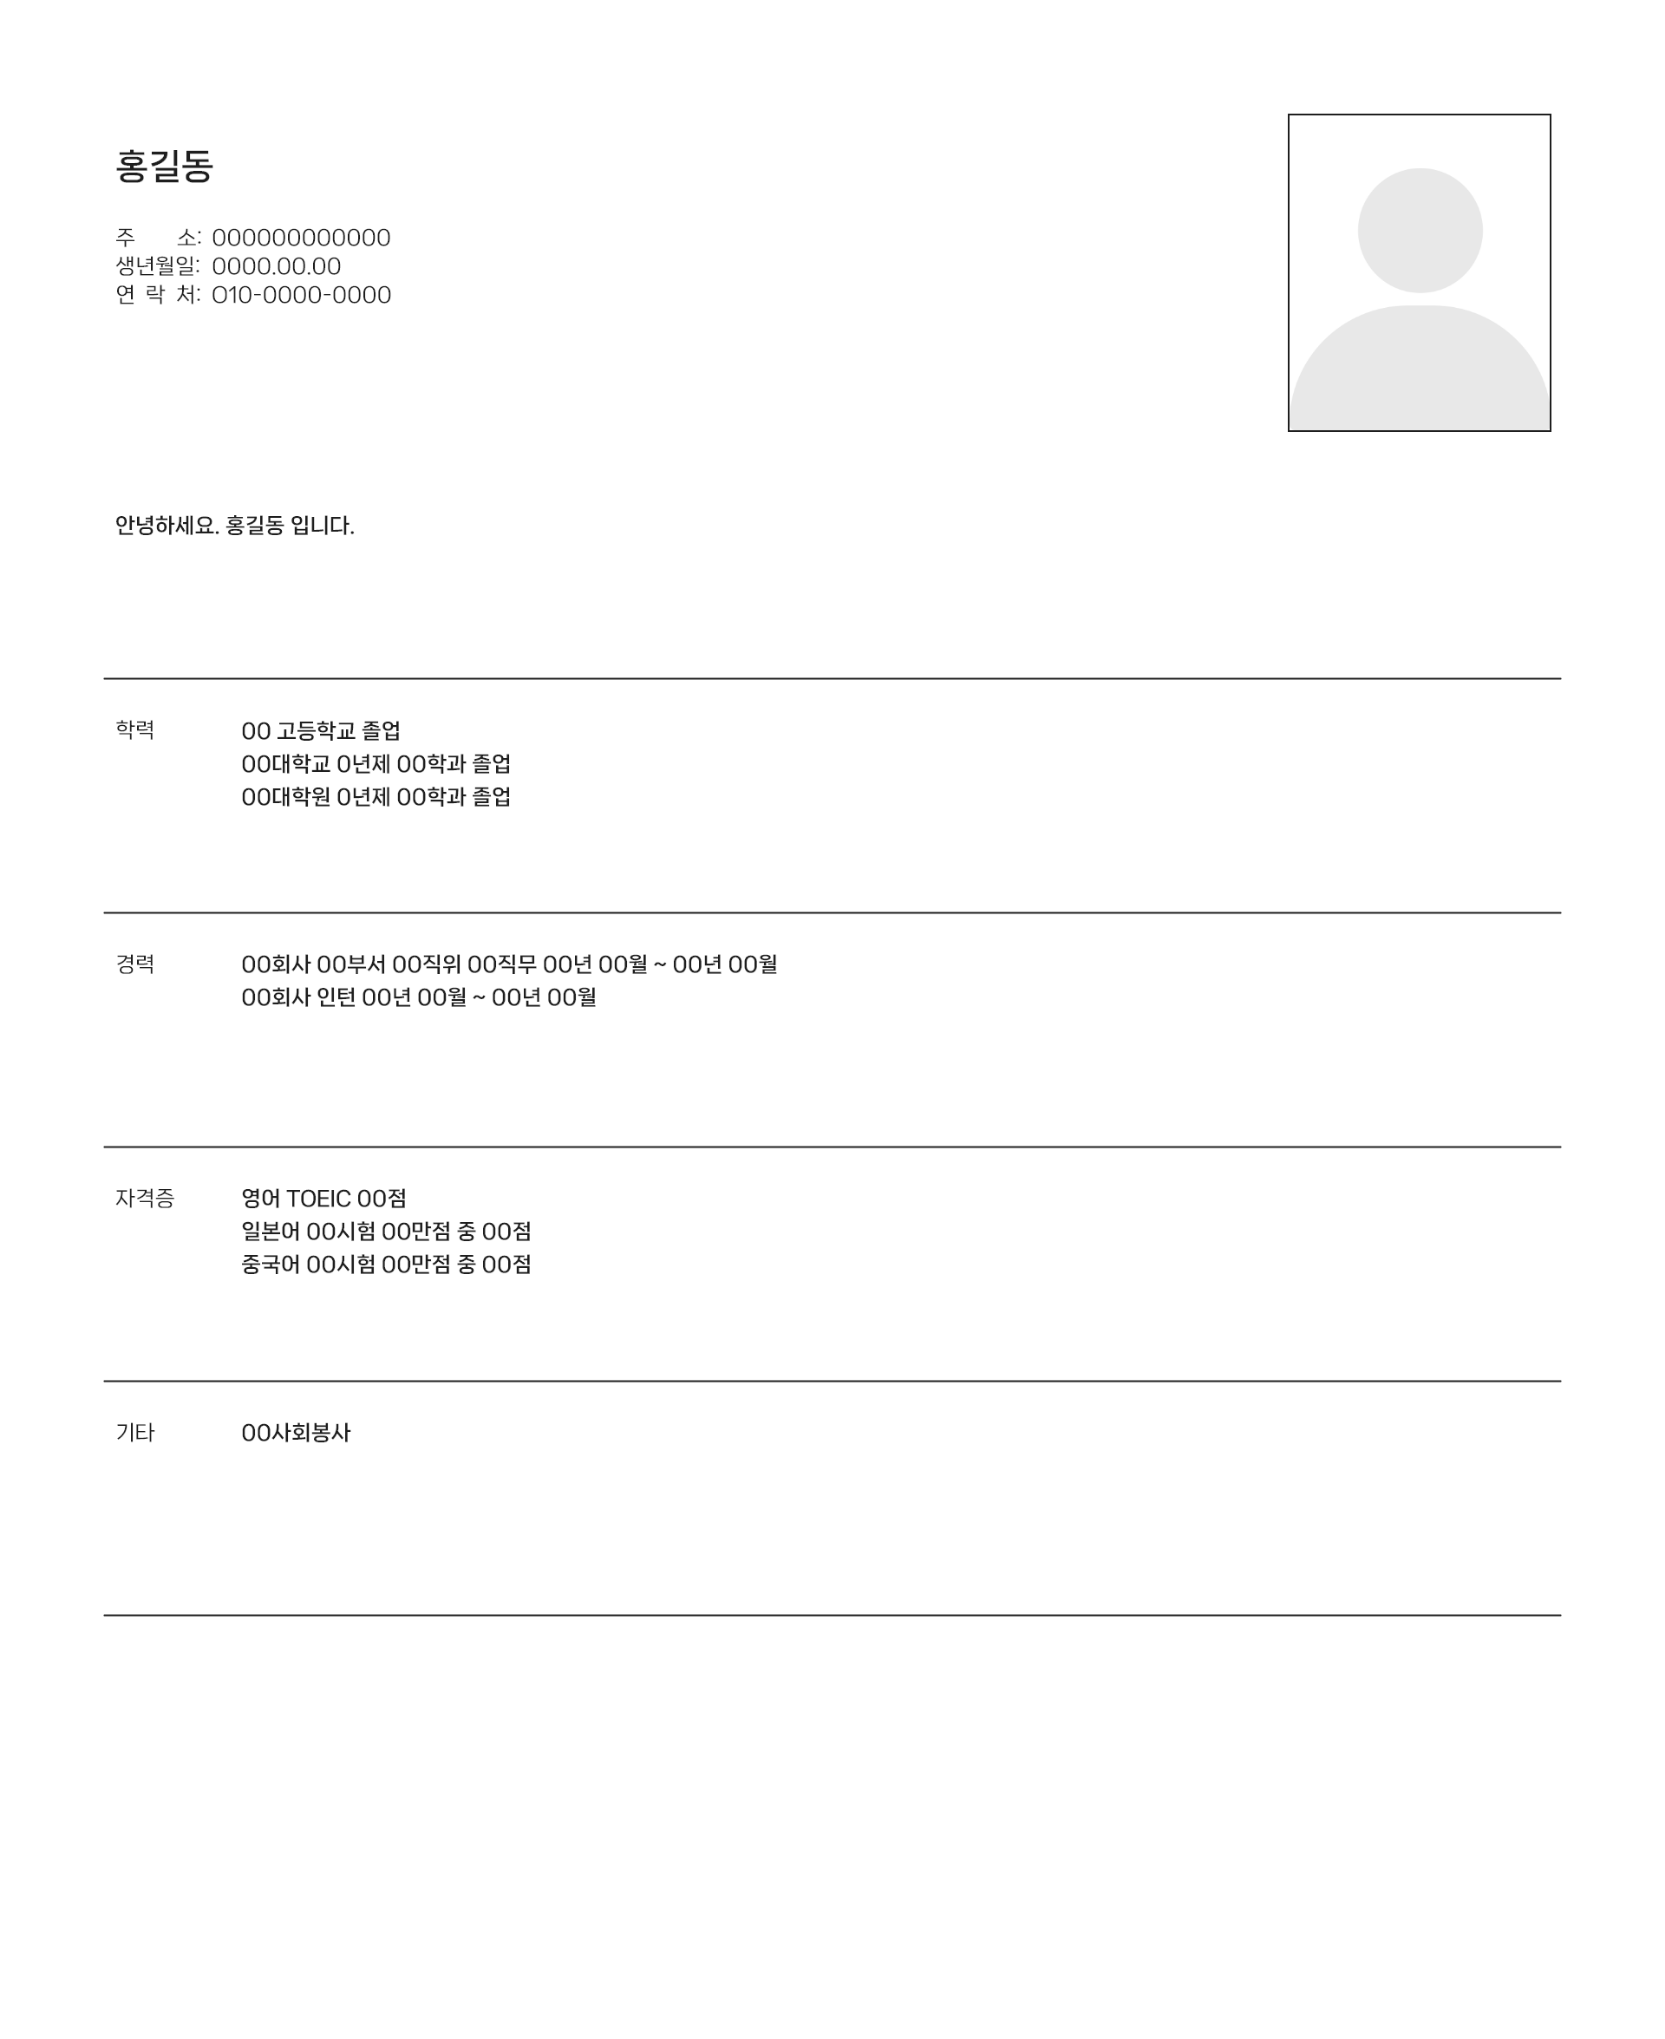 홍길동
주 소: 000000000000
생년월일: 0000.00.00
연 락 처: 010-0000-0000
안녕하세요. 홍길동 입니다.
학력 00 고등학교 졸업
00대학교 0년제 00학과 졸업
00대학원 0년제 00학과 졸업
경력 00회사 00부서 00직위 00직무 00년 00월 ~ 00년 00월
00회사 인턴 00년 00월 ~ 00년 00월
자격증 영어 TOEIC 00점
일본어 00시험 00만점 중 00점
중국어 00시험 00만점 중 00점
기타 00사회봉사